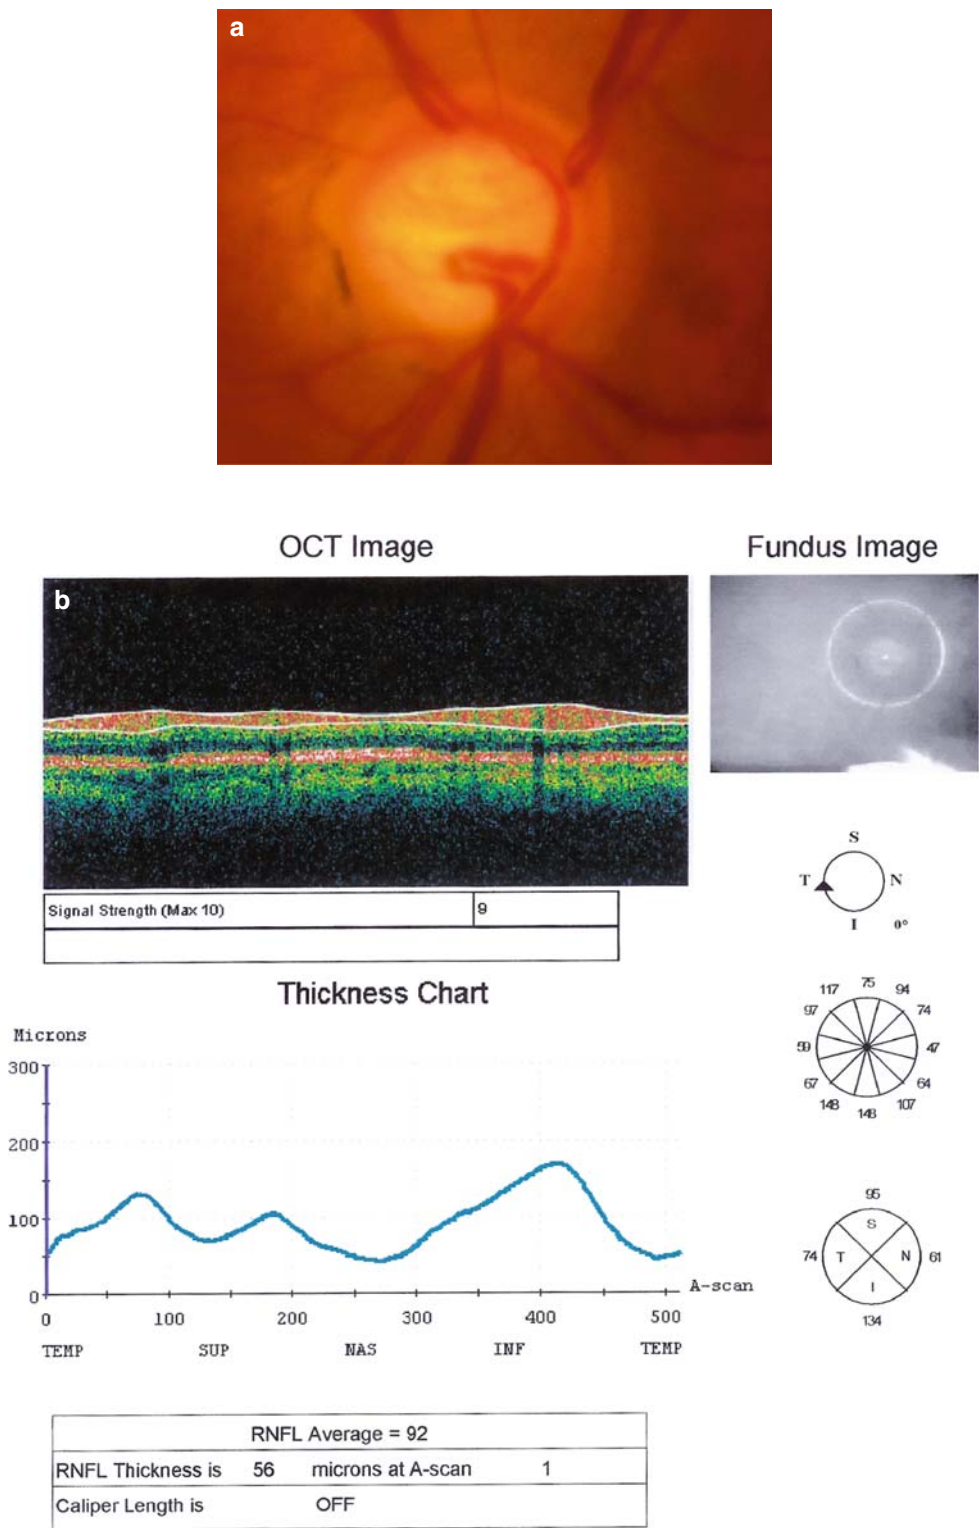 a
OCT Image
Fundus Image
b
Signal Strength (Max 10) 9
S
T N
I 0°
Thickness Chart
Microns
300
200
100
0
0 100 200 300 400 500
A-scan
TEMP SUP NAS INF TEMP
117 75 94
97 74
59 47
67 64
148 148 107
95
S
74 T N 61
I
134
RNFL Average = 92
RNFL Thickness is 56 microns at A-scan 1
Caliper Length is OFF